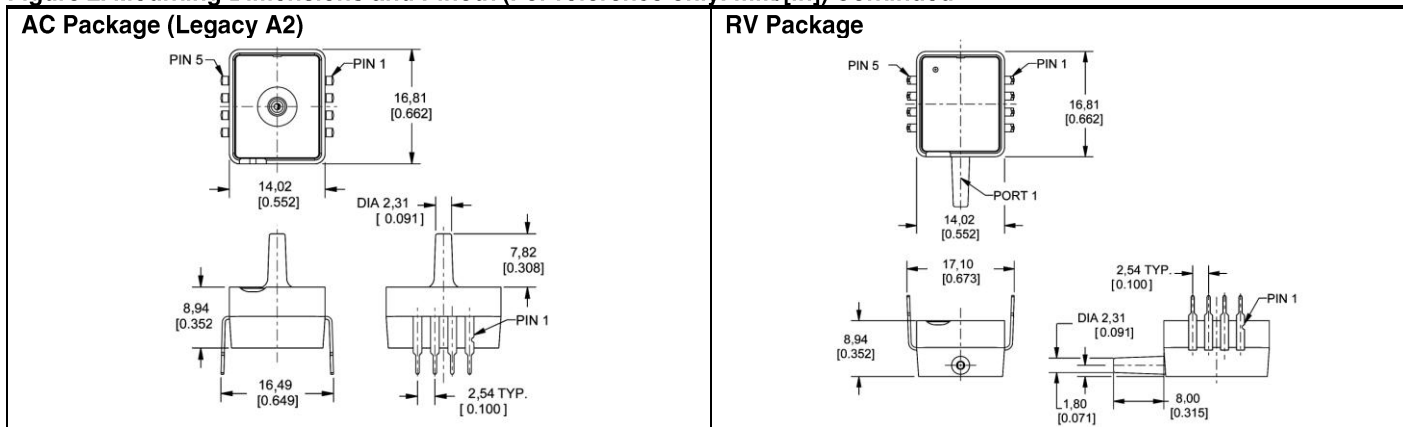 AC Package (Legacy A2)
PIN 5
PIN 1
16,81
[0.662]
14,02
[0.552]
DIA 2,31
[ 0.091]
7,82
[0.308]
8,94
[0.352
PIN 1
16,49
[0.649]
2,54 TYP.
[ 0.100]
RV Package
PIN 5
PIN 1
16,81
[0.662]
PORT 1
14,02
[0.552]
17,10
[0.673]
2,54 TYP.
[0.100]
PIN 1
DIA 2,31
[0.091]
8,94
[0.352]
1,80
[0.071]
8,00
[0.315]